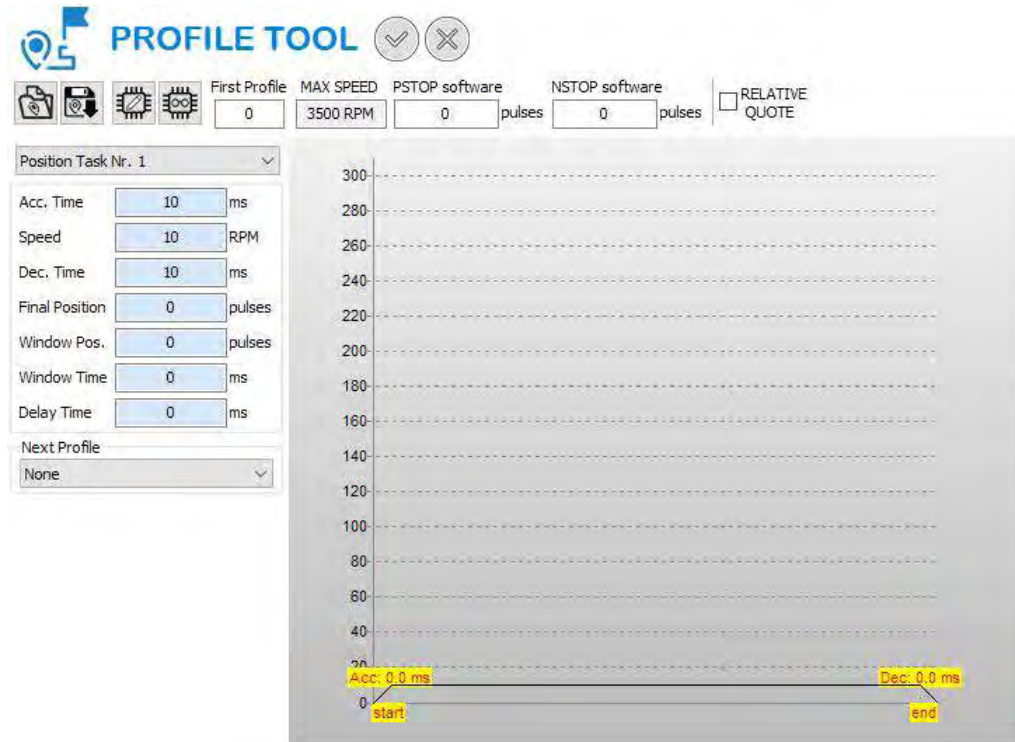 PROFILE TOOL
First Profile MAX SPEED PSTOP software NSTOP software
0 3500 RPM 0 pulses 0 pulses
RELATIVE
QUOTE
Position Task Nr. 1
Acc. Time 10 ms
Speed 10 RPM
Dec. Time 10 ms
Final Position 0 pulses
Window Pos. 0 pulses
Window Time 0 ms
Delay Time 0 ms
Next Profile
None
300
280
260
240
220
200
180
160
140
120
100
80
60
40
20
Acc: 0.0 ms Dec: 0.0 ms
0
start end